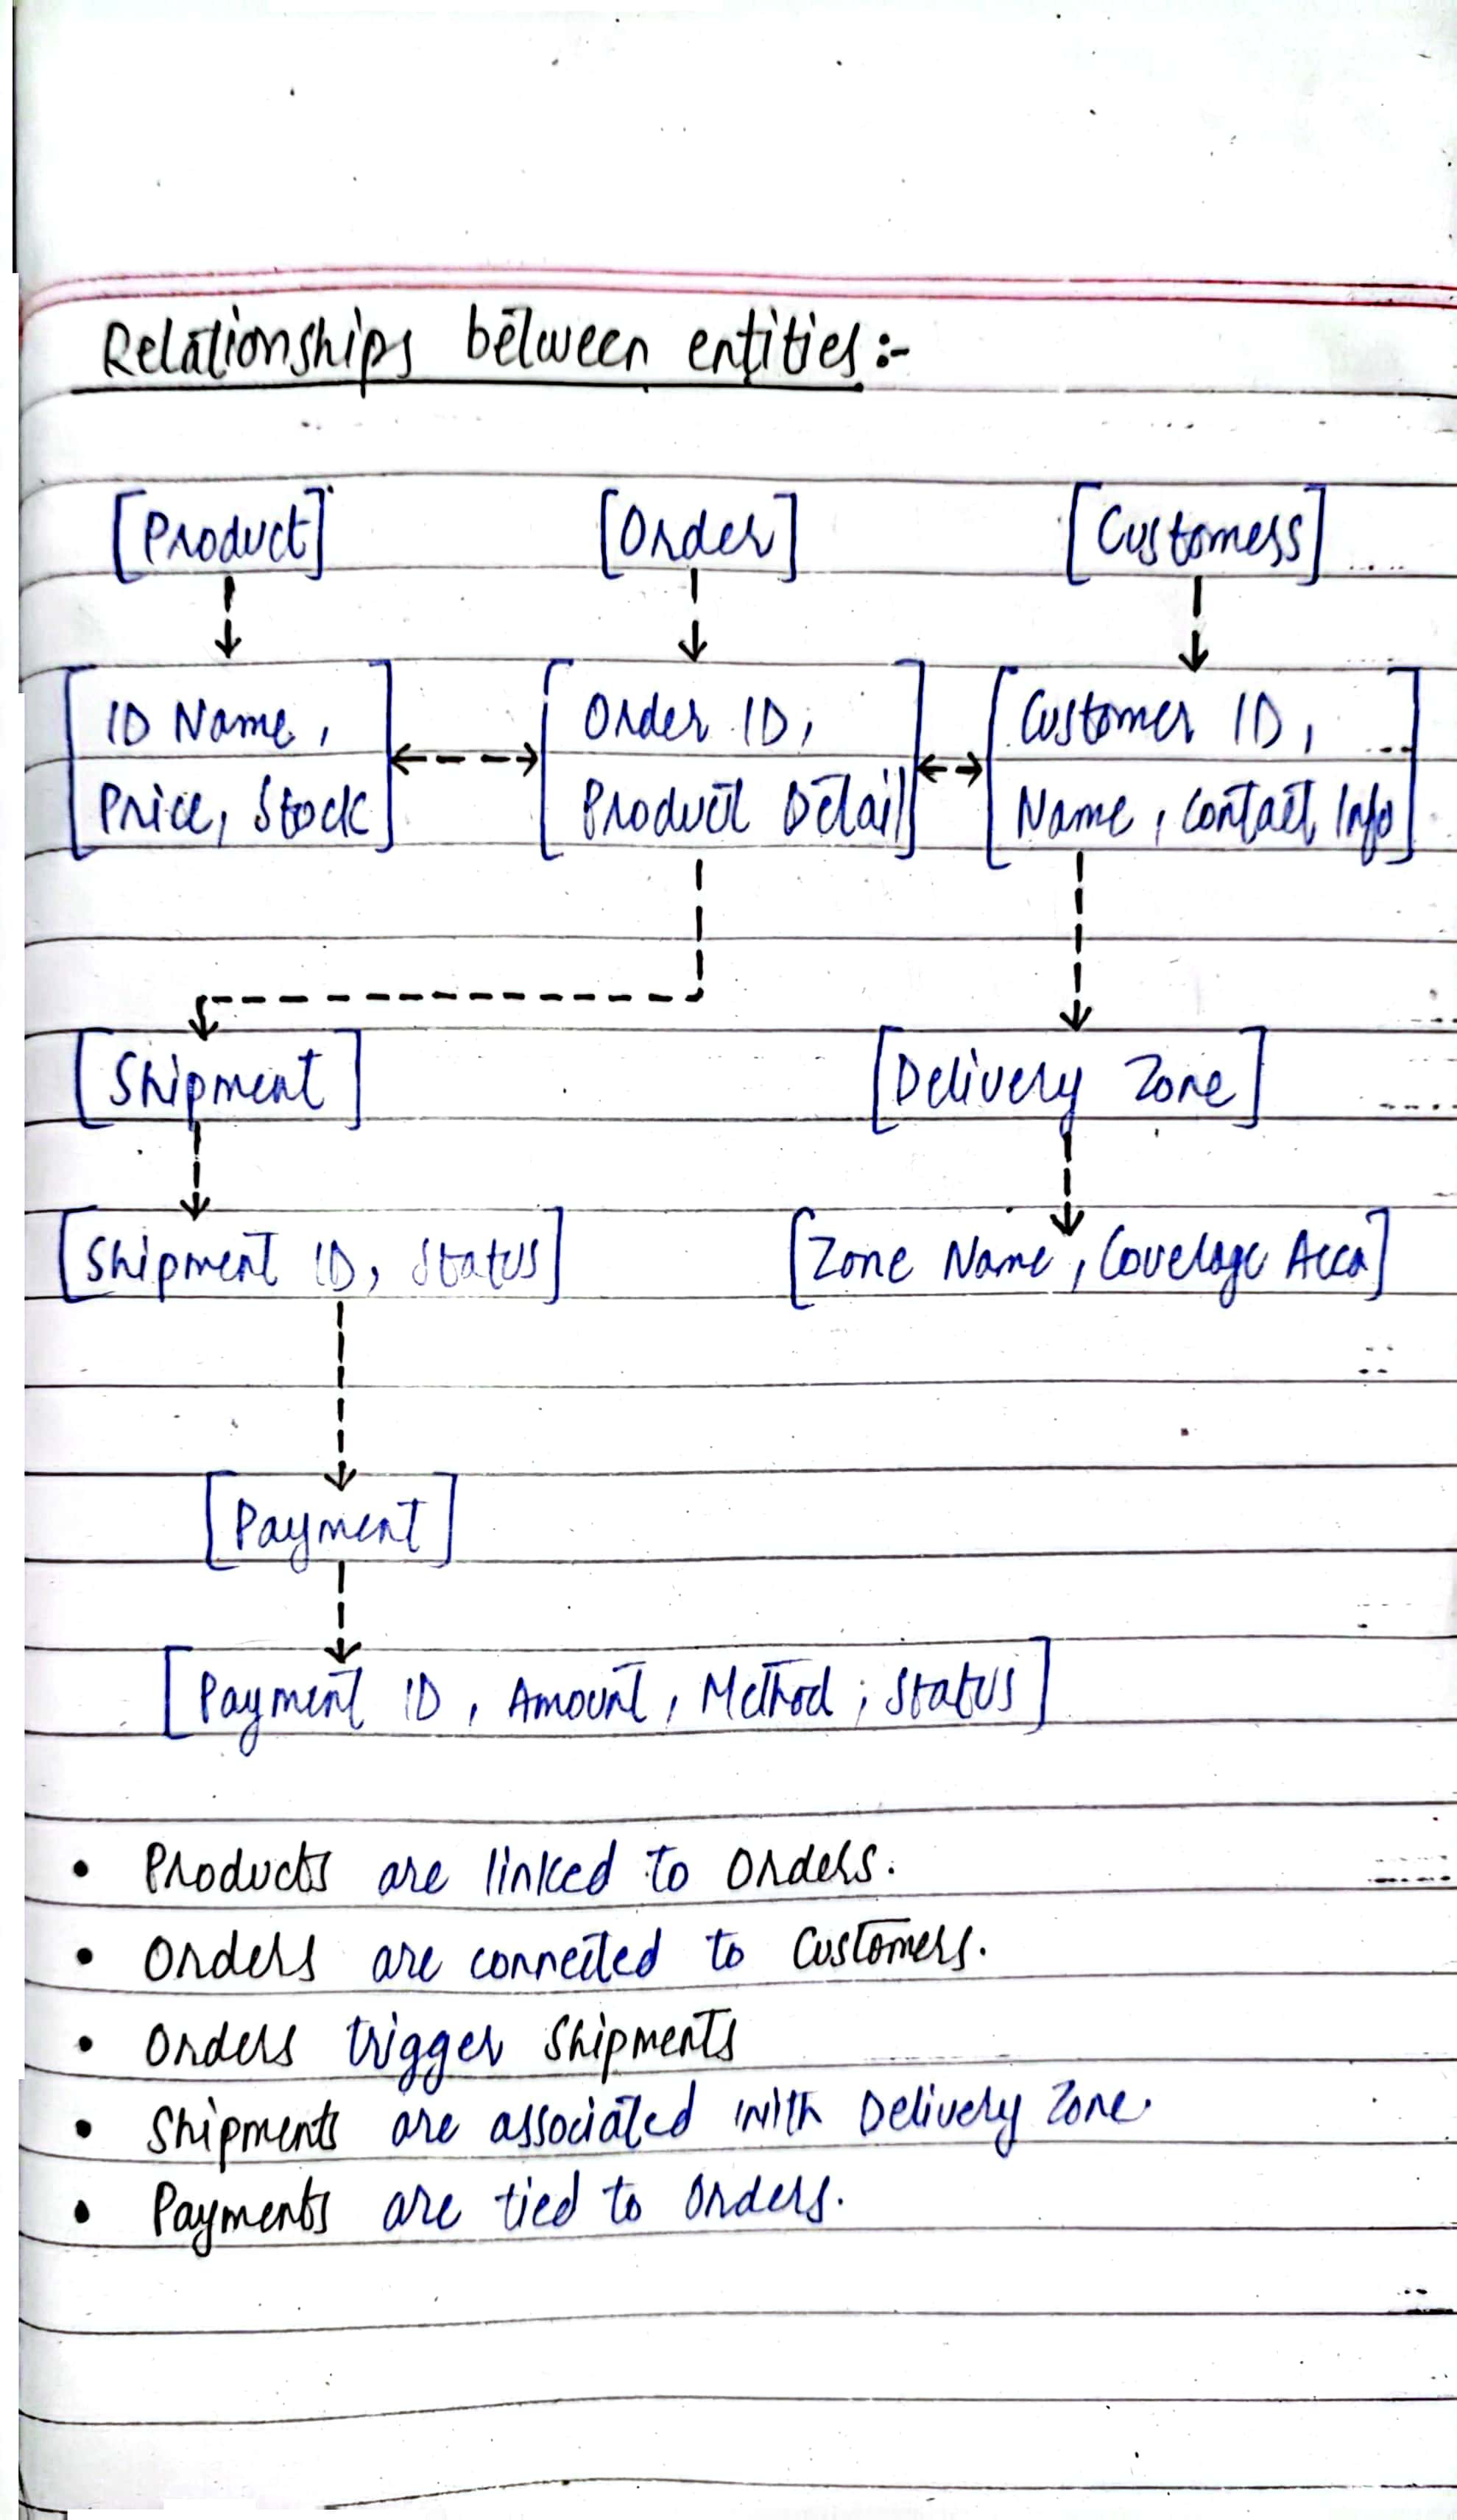 Relationships between entities:-
[Product] [Order] [Customers]
[ID Name, [Order ID, [Customer ID,
Price, Stock] Product Detail] Name, Contact Info]
[Shipment] [Delivery Zone]
[Shipment ID, Status] [Zone Name, Coverage Area]
[Payment]
[Payment ID, Amount, Method, Status]
• Products are linked to Orders.
• Orders are connected to Customers.
• Orders trigger Shipments
• Shipments are associated with Delivery Zone.
• Payments are tied to Orders.